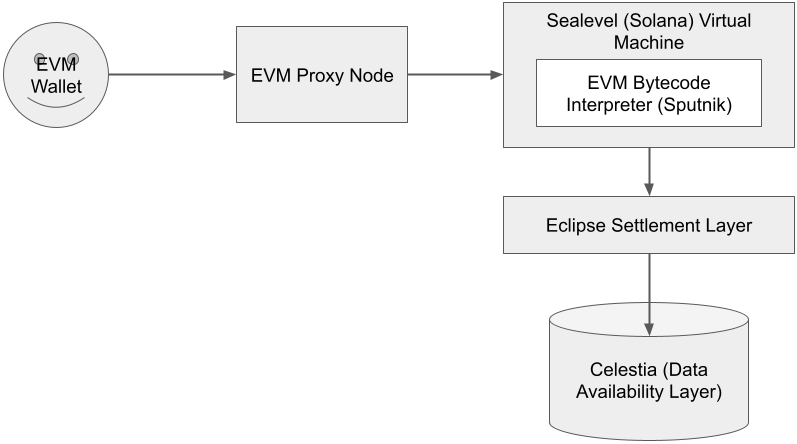 EVM
Wallet
EVM Proxy Node
Sealevel (Solana) Virtual
Machine
EVM Bytecode
Interpreter (Sputnik)
Eclipse Settlement Layer
Celestia (Data
Availability Layer)